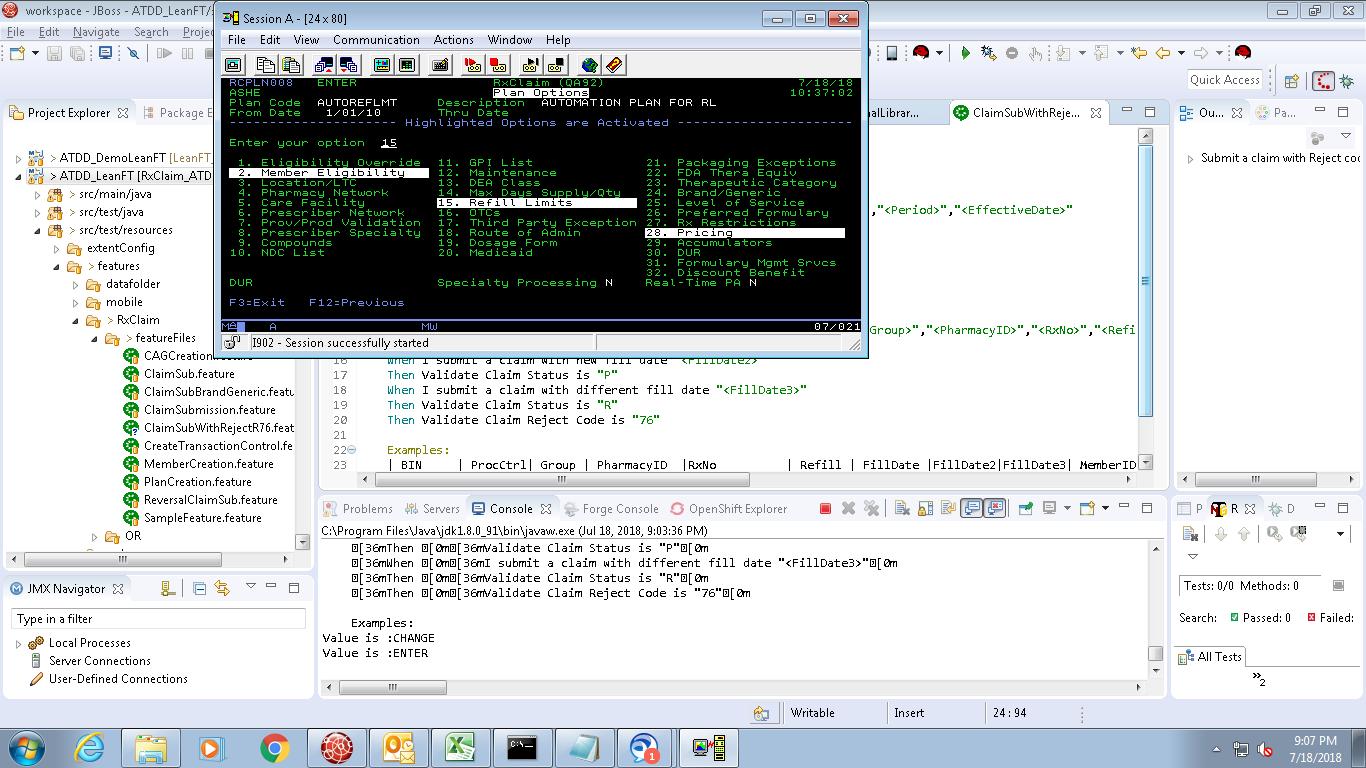 workspace - JBoss - ATDD_LeanFT/
File Edit Navigate Search Project
Quick Access
Session A - [24 x 80]
File Edit View Communication Actions Window Help
RCPLN008 ENTER RxClaim (QA92) 7/18/18
ASHE Plan Options 10:37:02
Plan Code AUTOREFLMT Description AUTOMATION PLAN FOR RL
From Date 1/01/10 Thru Date
-------------------- Highlighted Options are Activated ----------------------
Enter your option 15
1. Eligibility Override 11. GPI List 21. Packaging Exceptions
2. Member Eligibility 12. Maintenance 22. FDA Thera Equiv
3. Location/LTC 13. DEA Class 23. Therapeutic Category
4. Pharmacy Network 14. Max Days Supply/Qty 24. Brand/Generic
5. Care Facility 15. Refill Limits 25. Level of Service
6. Prescriber Network 16. OTCs 26. Preferred Formulary
7. Prov/Prod Validation 17. Third Party Exception 27. Rx Restrictions
8. Prescriber Specialty 18. Route of Admin 28. Pricing
9. Compounds 19. Dosage Form 29. Accumulators
10. NDC List 20. Medicaid 30. DUR
31. Formulary Mgmt Srvcs
32. Discount Benefit
DUR Specialty Processing N Real-Time PA N
F3=Exit F12=Previous
MA A MW 07/021
I902 - Session successfully started
Project Explorer Package E
> ATDD_DemoLeanFT [LeanFT_
> ATDD_LeanFT [RxClaim_ATD
> src/main/java
> src/test/java
> src/test/resources
extentConfig
> features
datafolder
mobile
> RxClaim
> featureFiles
CAGCreation.feature
ClaimSub.feature
ClaimSubBrandGeneric.featu
ClaimSubmission.feature
ClaimSubWithRejectR76.feat
CreateTransactionControl.fe
MemberCreation.feature
PlanCreation.feature
ReversalClaimSub.feature
SampleFeature.feature
OR
nalLibrar... ClaimSubWithReje...
,"<Period>","<EffectiveDate>"
Group>","<PharmacyID>","<RxNo>","<Refi
16 When I submit a claim with new fill date "<FillDate2>"
17 Then Validate Claim Status is "P"
18 When I submit a claim with different fill date "<FillDate3>"
19 Then Validate Claim Status is "R"
20 Then Validate Claim Reject Code is "76"
21
22 Examples:
23 | BIN | ProcCtrl| Group | PharmacyID |RxNo | Refill | FillDate |FillDate2|FillDate3| MemberID
Ou... Pa...
Submit a claim with Reject co
JMX Navigator
Type in a filter
Local Processes
Server Connections
User-Defined Connections
Problems Servers Console Forge Console OpenShift Explorer
C:\Program Files\Java\jdk1.8.0_91\bin\javaw.exe (Jul 18, 2018, 9:03:36 PM)
[36mThen [0m[36mValidate Claim Status is "P"[0m
[36mWhen [0m[36mI submit a claim with different fill date "<FillDate3>"[0m
[36mThen [0m[36mValidate Claim Status is "R"[0m
[36mThen [0m[36mValidate Claim Reject Code is "76"[0m
Examples:
Value is :CHANGE
Value is :ENTER
P R D
Tests: 0/0 Methods: 0
Search: Passed: 0 Failed:
All Tests
»2
Writable Insert 24 : 94
C:\_
1
9:07 PM
7/18/2018